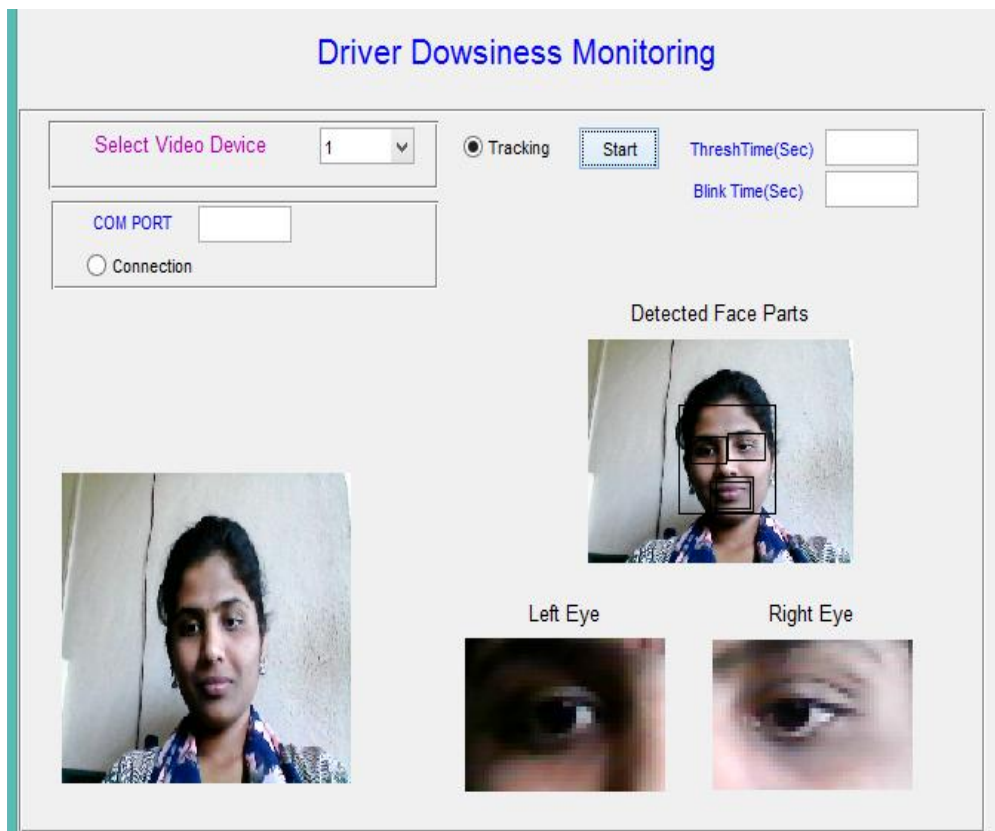 Driver Dowsiness Monitoring
Select Video Device 1
Tracking Start ThreshTime(Sec)
Blink Time(Sec)
COM PORT
Connection
Detected Face Parts
Left Eye Right Eye